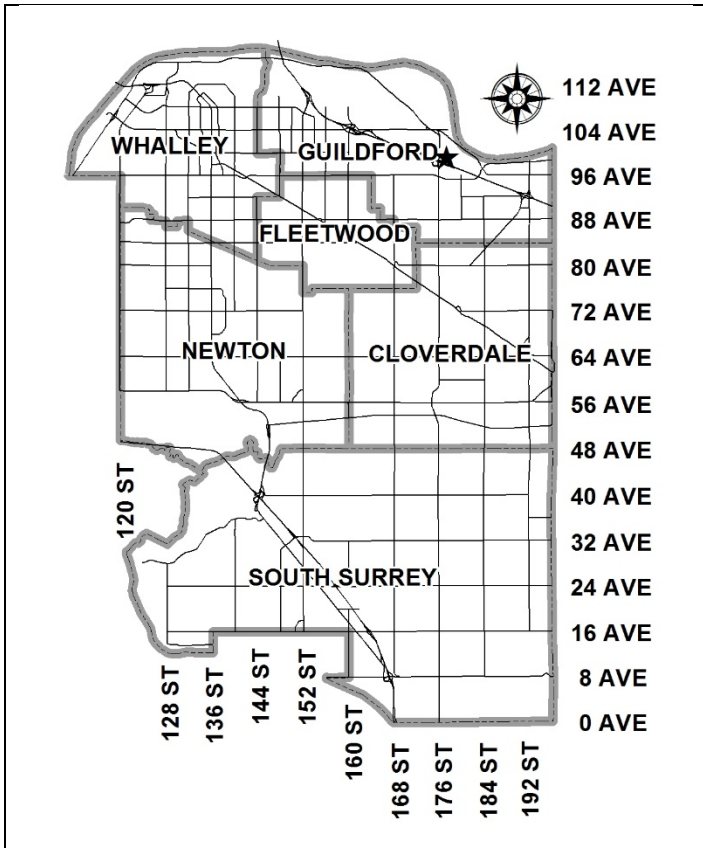 112 AVE
104 AVE
WHALLEY
GUILDFORD
96 AVE
88 AVE
FLEETWOOD
80 AVE
72 AVE
NEWTON
CLOVERDALE
64 AVE
56 AVE
48 AVE
120 ST
40 AVE
32 AVE
SOUTH SURREY
24 AVE
16 AVE
128 ST
136 ST
144 ST
152 ST
8 AVE
160 ST
0 AVE
168 ST
176 ST
184 ST
192 ST